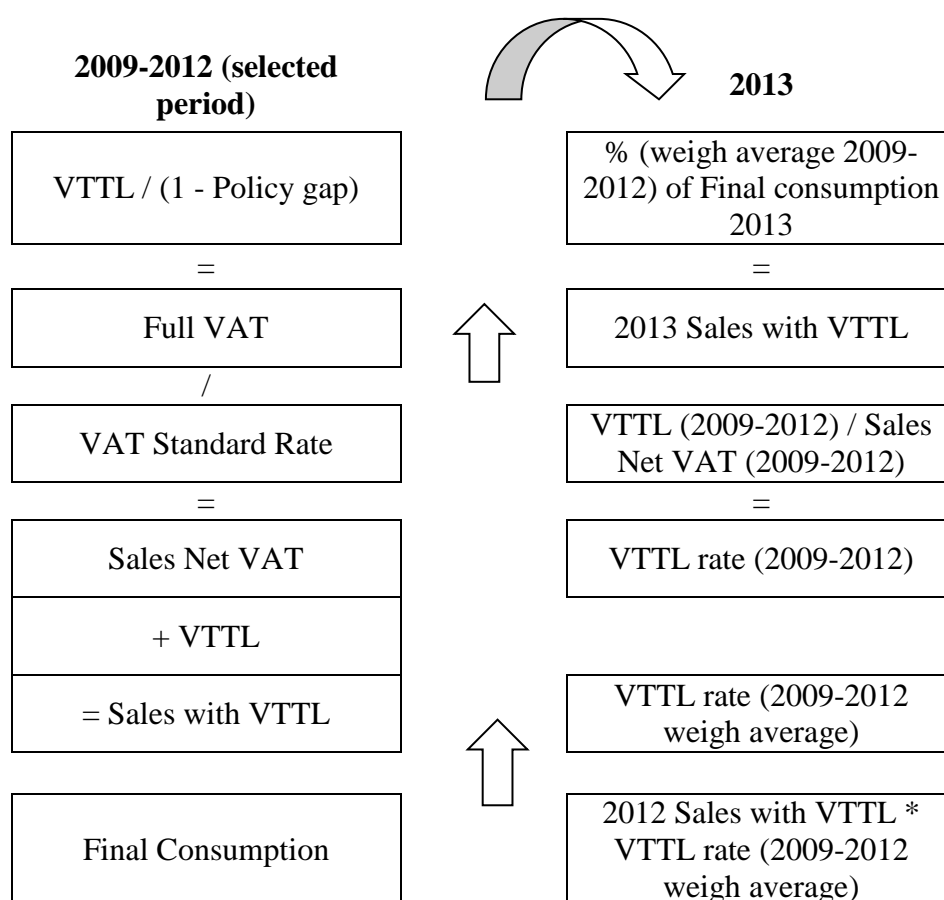 2009-2012 (selected
period)
VTTL / (1 - Policy gap)
=
Full VAT
/
VAT Standard Rate
=
Sales Net VAT
+ VTTL
= Sales with VTTL
Final Consumption
2013
% (weigh average 2009-
2012) of Final consumption
2013
=
2013 Sales with VTTL
VTTL (2009-2012) / Sales
Net VAT (2009-2012)
=
VTTL rate (2009-2012)
VTTL rate (2009-2012
weigh average)
2012 Sales with VTTL *
VTTL rate (2009-2012
weigh average)